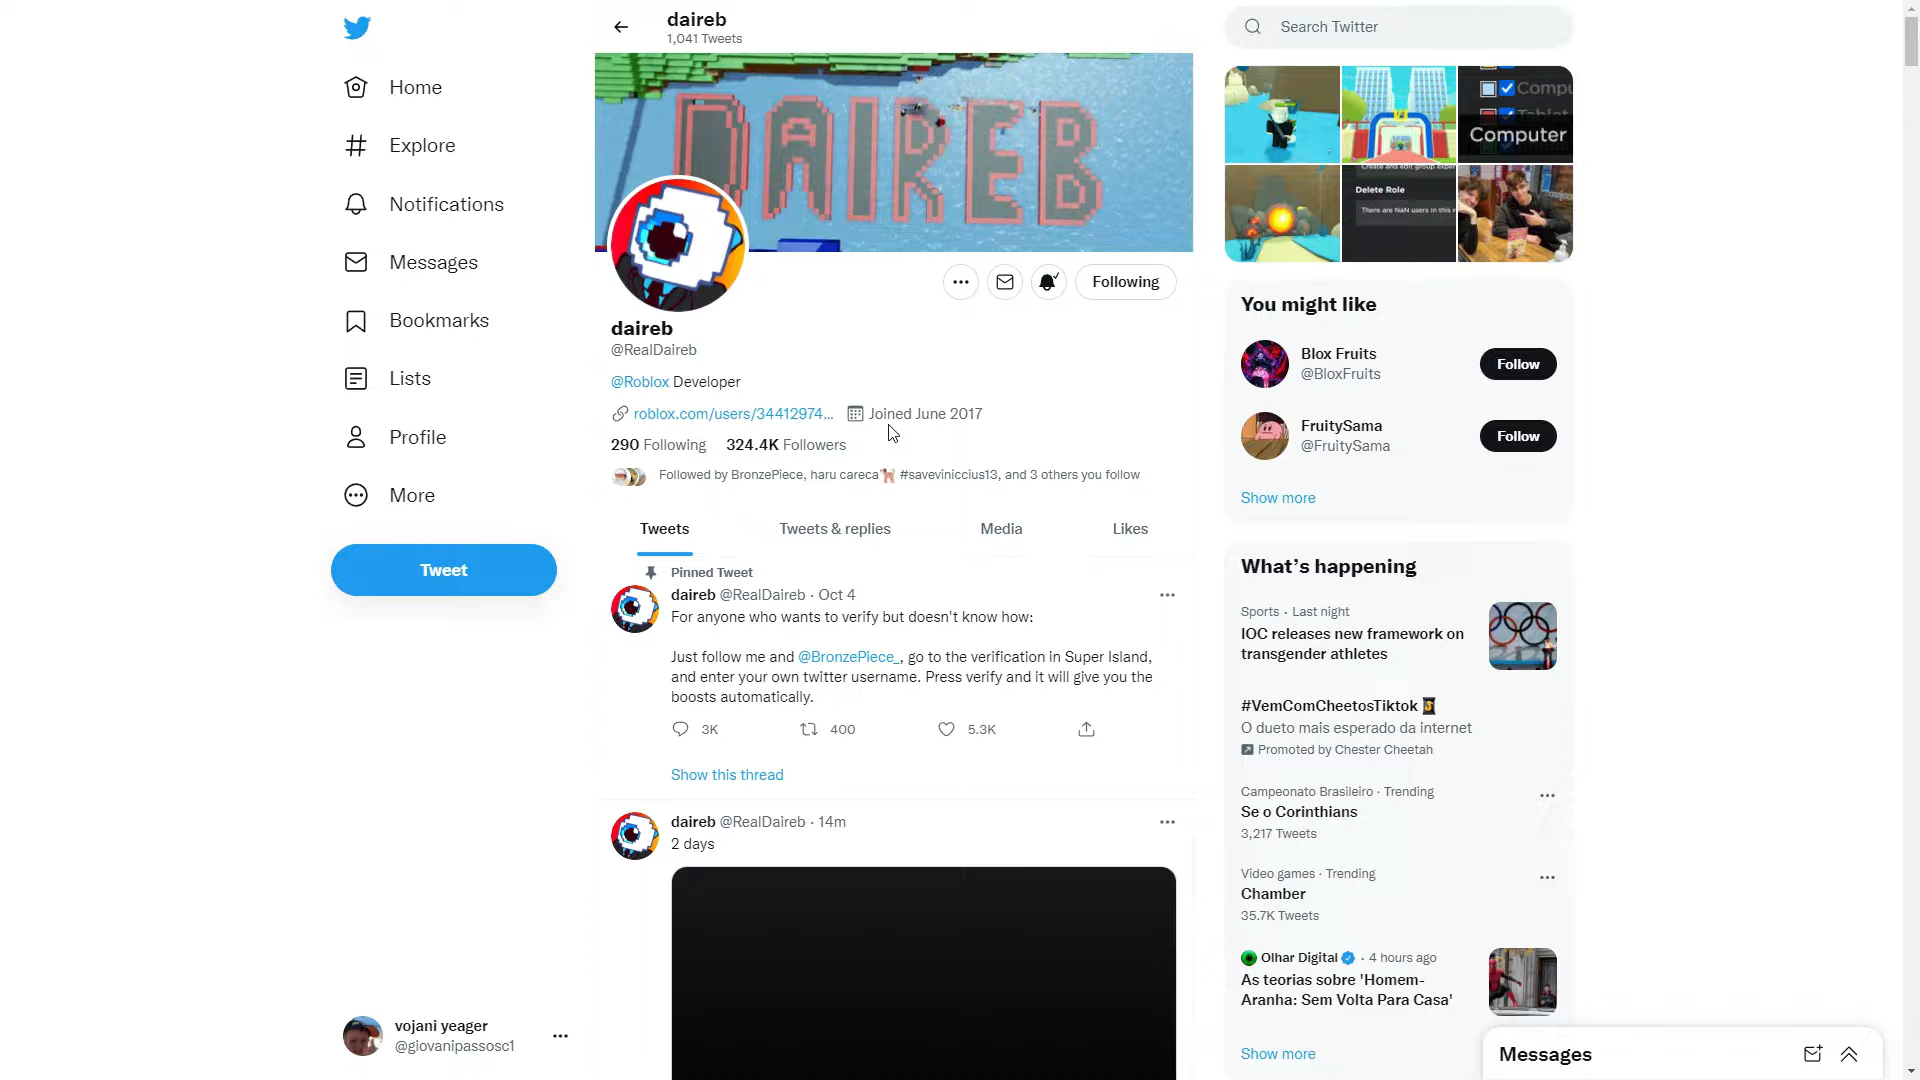 daireb
1,041 Tweets
Search Twitter
Home
Explore
Notifications
Messages
Bookmarks
Lists
Profile
More
Tweet
vojani yeager
@giovanipassosc1
DAIREB
Following
daireb
@RealDaireb
@Roblox Developer
roblox.com/users/34412974... Joined June 2017
290 Following 324.4K Followers
Followed by BronzePiece, haru careca🐕 #saveviniccius13, and 3 others you follow
Tweets Tweets & replies Media Likes
Pinned Tweet
daireb @RealDaireb · Oct 4
For anyone who wants to verify but doesn't know how:
Just follow me and @BronzePiece_, go to the verification in Super Island,
and enter your own twitter username. Press verify and it will give you the
boosts automatically.
3K 400 5.3K
Show this thread
daireb @RealDaireb · 14m
2 days
Computer
Delete Role
There are NaN users in this
You might like
Blox Fruits
@BloxFruits
Follow
FruitySama
@FruitySama
Follow
Show more
What's happening
Sports · Last night
IOC releases new framework on
transgender athletes
#VemComCheetosTiktok
O dueto mais esperado da internet
Promoted by Chester Cheetah
Campeonato Brasileiro · Trending
Se o Corinthians
3,217 Tweets
Video games · Trending
Chamber
35.7K Tweets
Olhar Digital · 4 hours ago
As teorias sobre 'Homem-
Aranha: Sem Volta Para Casa'
Show more
Messages